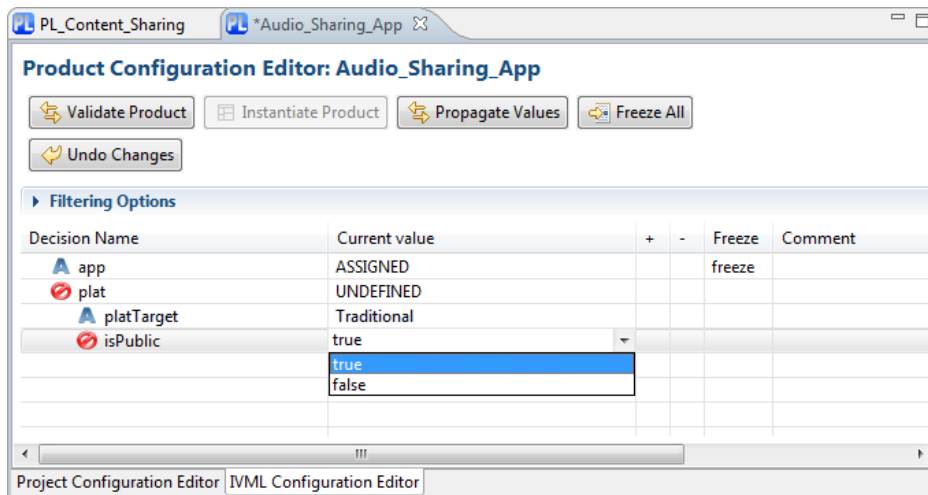 PL PL_Content_Sharing PL *Audio_Sharing_App
Product Configuration Editor: Audio_Sharing_App
Validate Product Instantiate Product Propagate Values Freeze All
Undo Changes
Filtering Options
Decision Name Current value + - Freeze Comment
A app ASSIGNED freeze
plat UNDEFINED
A platTarget Traditional
isPublic true
true
false
Project Configuration Editor IVML Configuration Editor